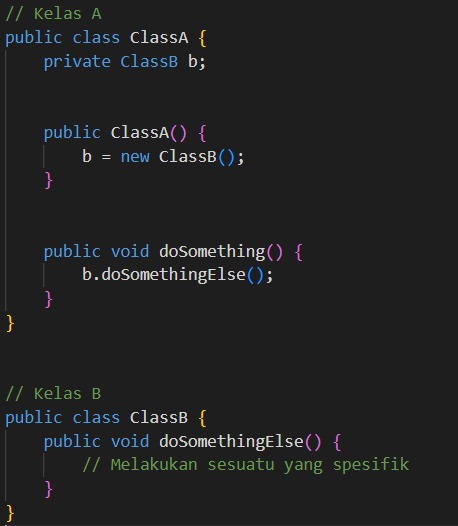 // Kelas A
public class ClassA {
    private ClassB b;
    public ClassA() {
        b = new ClassB();
    }
    public void doSomething() {
        b.doSomethingElse();
    }
}
// Kelas B
public class ClassB {
    public void doSomethingElse() {
        // Melakukan sesuatu yang spesifik
    }
}